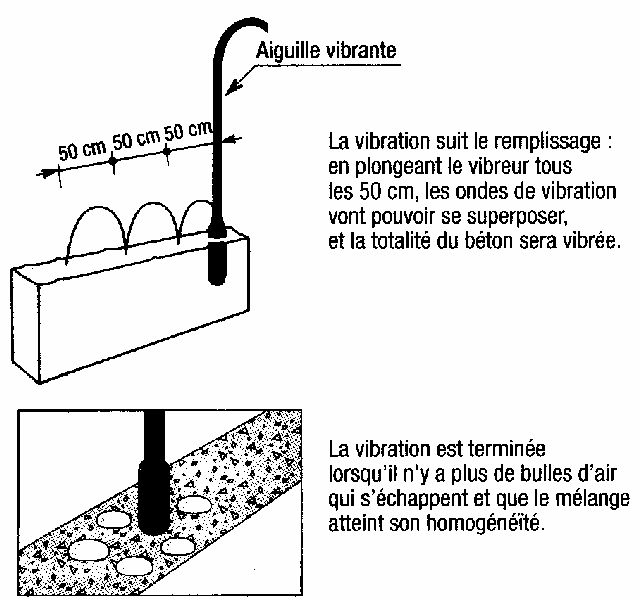 Aiguille vibrante
50 cm 50 cm 50 cm
La vibration suit le remplissage :
en plongeant le vibreur tous
les 50 cm, les ondes de vibration
vont pouvoir se superposer,
et la totalité du béton sera vibrée.
La vibration est terminée
lorsqu'il n'y a plus de bulles d'air
qui s'échappent et que le mélange
atteint son homogénéïté.